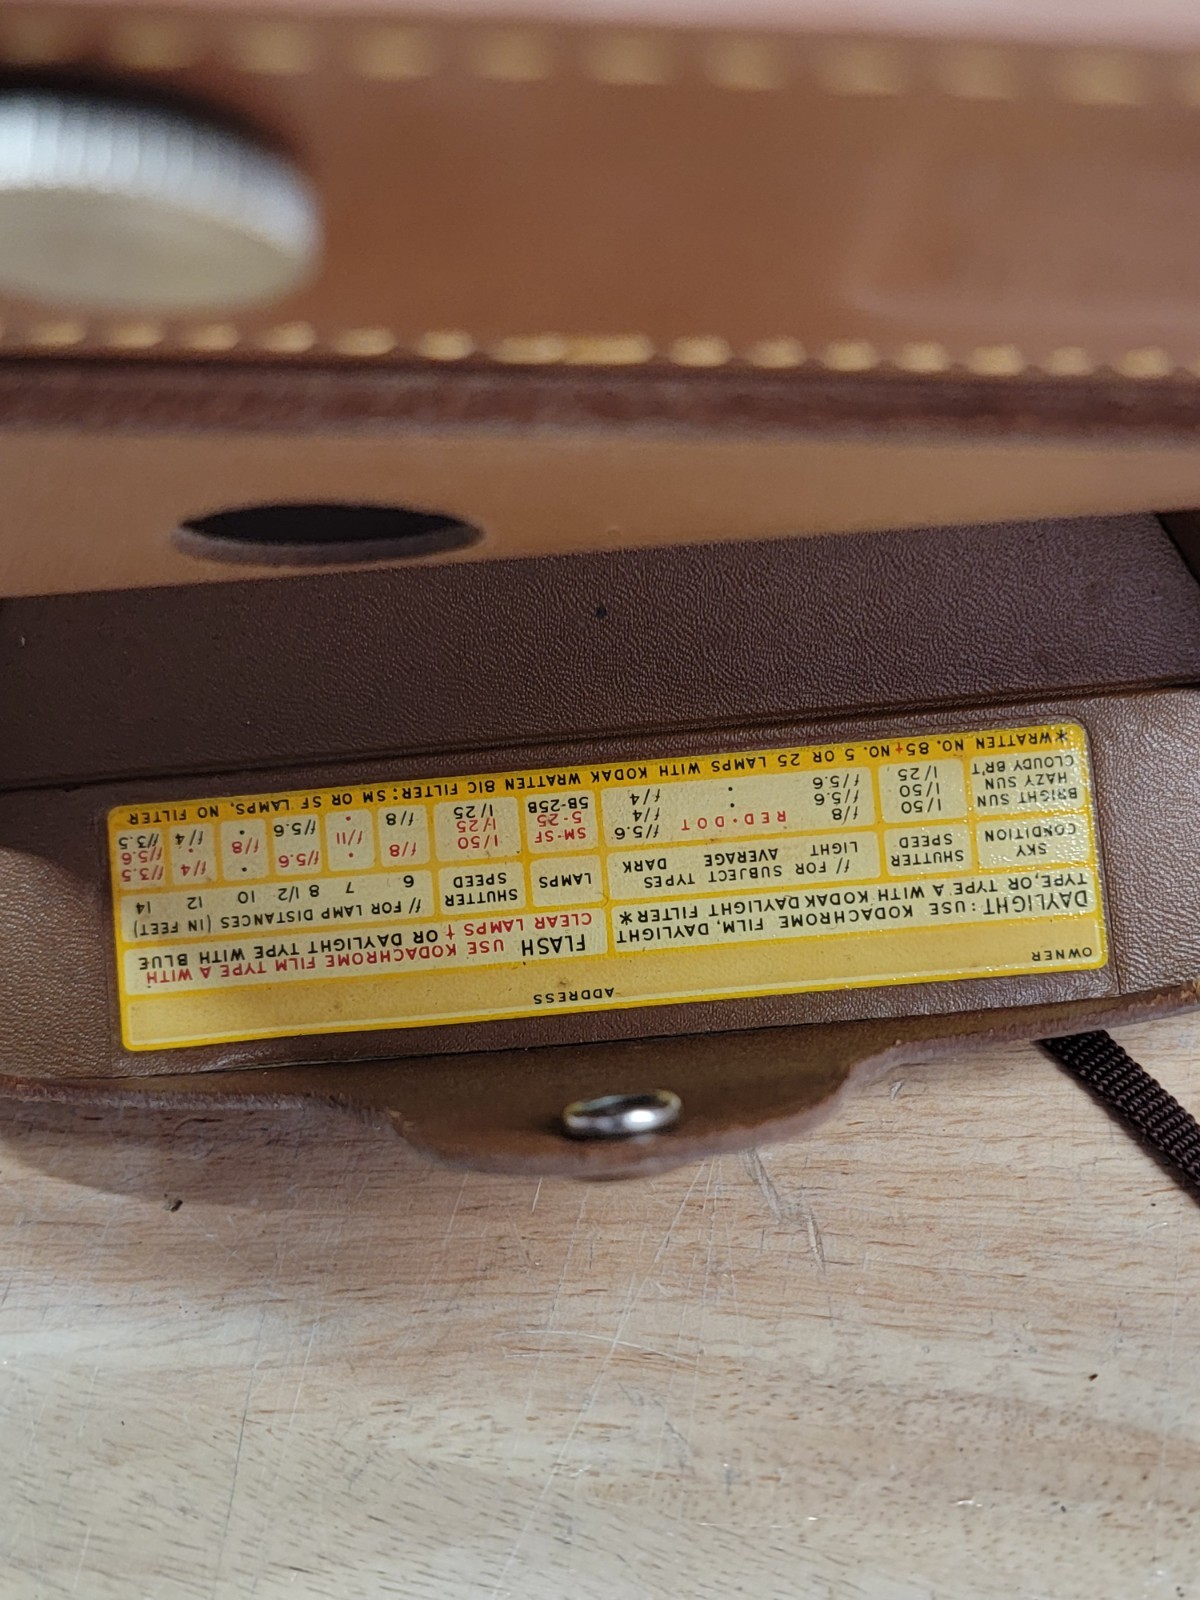 OWNER ADDRESS
DAYLIGHT: USE KODACHROME FILM, DAYLIGHT
TYPE, OR TYPE A WITH KODAK DAYLIGHT FILTER*
SKY CONDITION SHUTTER SPEED f/ FOR SUBJECT TYPES
LIGHT AVERAGE DARK
BRIGHT SUN 1/50 f/8 RED•DOT f/5.6
HAZY SUN 1/50 f/5.6 • f/4
CLOUDY BR'T 1/25 f/5.6 • f/4
FLASH USE KODACHROME FILM TYPE A WITH
CLEAR LAMPS † OR DAYLIGHT TYPE WITH BLUE
LAMPS SHUTTER SPEED f/ FOR LAMP DISTANCES (IN FEET)
6 7 8 1/2 10 12 14
SM-SF 1/50 f/8 • f/5.6 • f/4 f/3.5
5-25 1/25 • f/11 • f/8 • f/5.6
5B-25B 1/25 f/8 • f/5.6 • f/4 f/3.5
*WRATTEN NO. 85 †NO. 5 OR 25 LAMPS WITH KODAK WRATTEN 81C FILTER: SM OR SF LAMPS, NO FILTER